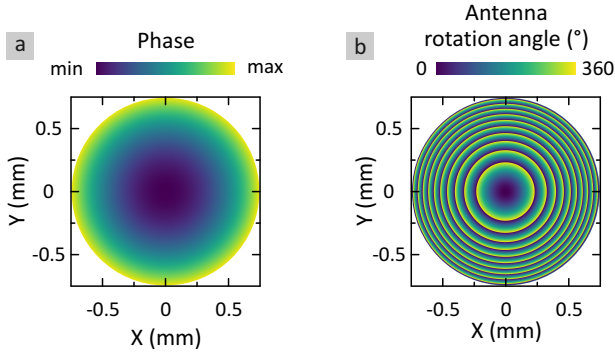 a
Phase
min max
Y (mm)
0.5
0
-0.5
-0.5 0 0.5
X (mm)
b
Antenna
rotation angle (°)
0 360
Y (mm)
0.5
0
-0.5
-0.5 0 0.5
X (mm)